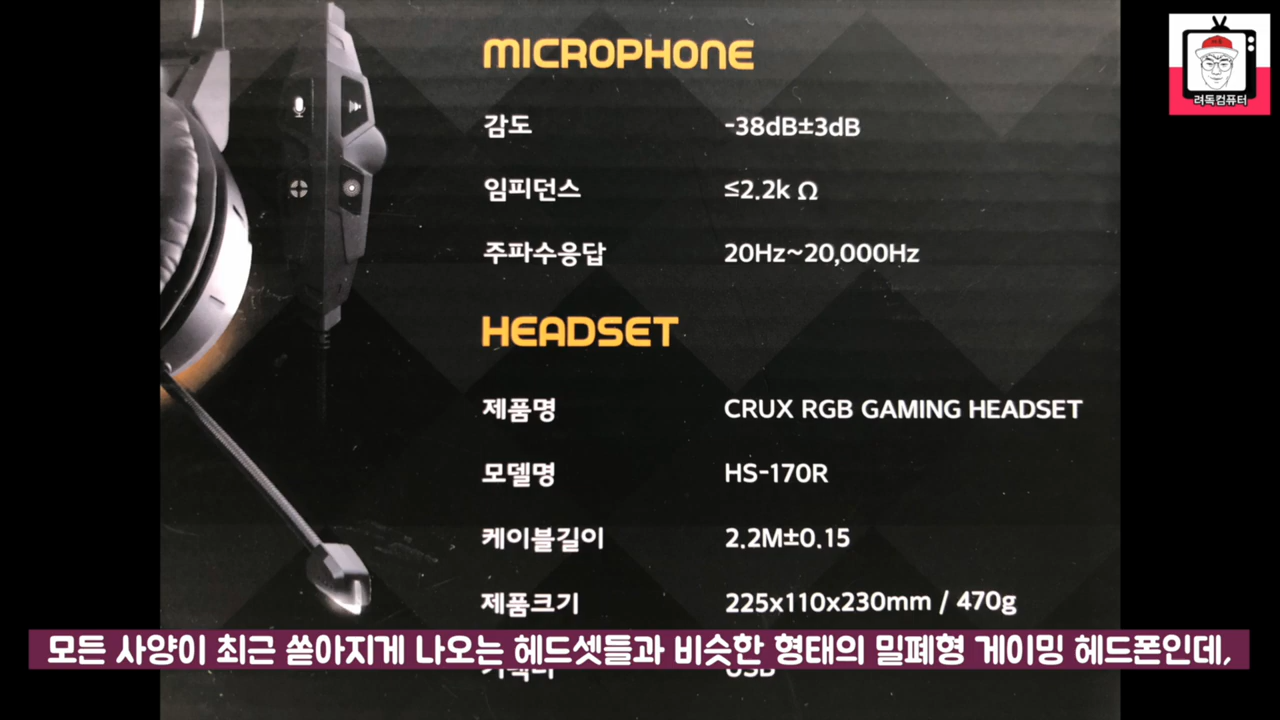 MICROPHONE
감도 -38dB±3dB
임피던스 ≤2.2k Ω
주파수응답 20Hz~20,000Hz
HEADSET
제품명 CRUX RGB GAMING HEADSET
모델명 HS-170R
케이블길이 2.2M±0.15
제품크기 225x110x230mm / 470g
모든 사양이 최근 쏟아지게 나오는 헤드셋들과 비슷한 형태의 밀폐형 게이밍 헤드폰인데,
USB
려독컴퓨터